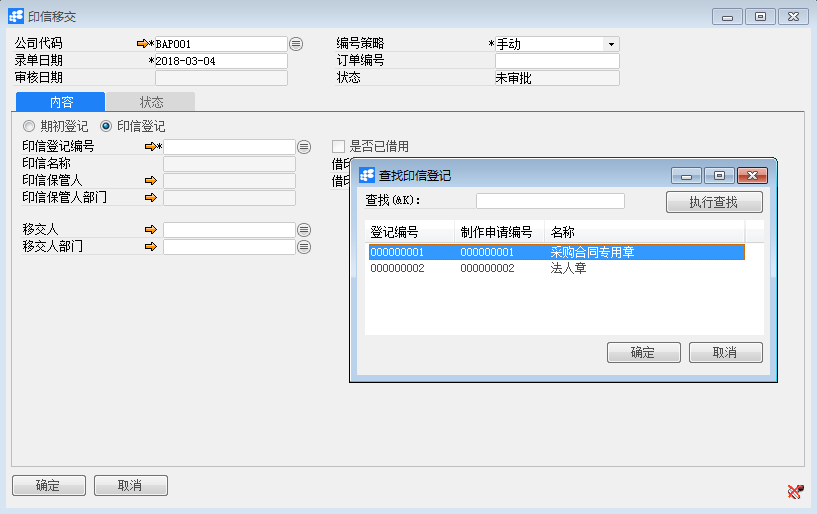 印信移交
公司代码 *BAP001 编号策略 *手动
录单日期 *2018-03-04 订单编号
审核日期 状态 未审批
内容 状态
期初登记 印信登记
印信登记编号 * 是否已借用
印信名称 借印
印信保管人 借印
印信保管人部门
移交人
移交人部门
查找印信登记
查找(&K): 执行查找
登记编号 制作申请编号 名称
000000001 000000001 采购合同专用章
000000002 000000002 法人章
确定 取消
确定 取消